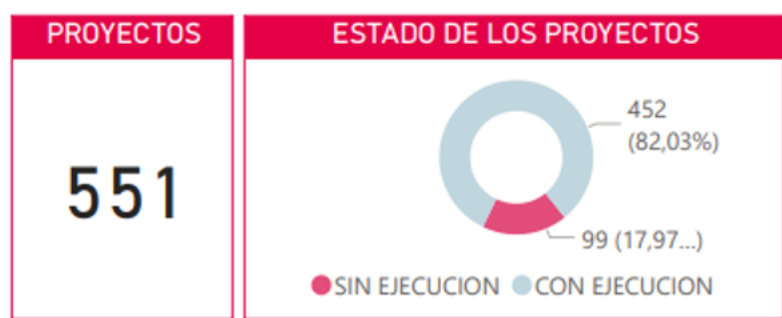 PROYECTOS
551
ESTADO DE LOS PROYECTOS
452
(82,03%)
99 (17,97...)
SIN EJECUCION CON EJECUCION